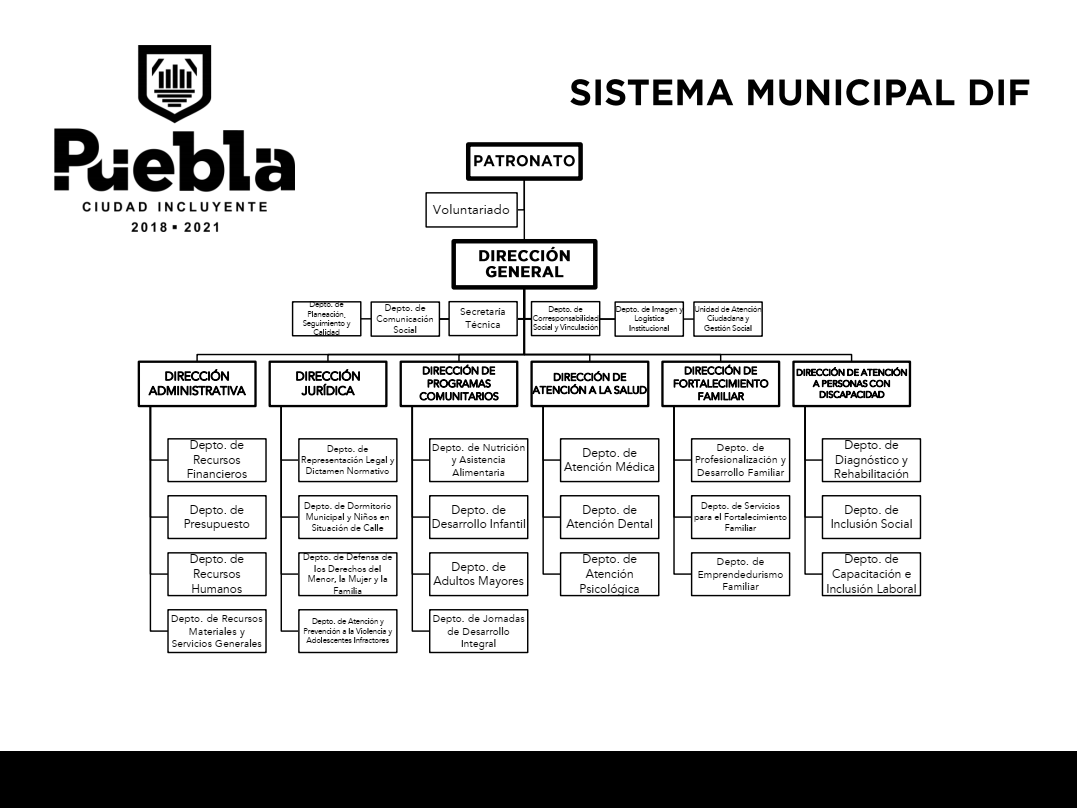 Puebla
CIUDAD INCLUYENTE
2018 ▪ 2021
SISTEMA MUNICIPAL DIF
PATRONATO
Voluntariado
DIRECCIÓN
GENERAL
Depto. de
Planeación,
Seguimiento y
Calidad
Depto. de
Comunicación
Social
Secretaría
Técnica
Depto. de
Corresponsabilidad
Social y Vinculación
Depto. de Imagen y
Logística
Institucional
Unidad de Atención
Ciudadana y
Gestión Social
DIRECCIÓN
ADMINISTRATIVA
DIRECCIÓN
JURÍDICA
DIRECCIÓN DE
PROGRAMAS
COMUNITARIOS
DIRECCIÓN DE
ATENCIÓN A LA SALUD
DIRECCIÓN DE
FORTALECIMIENTO
FAMILIAR
DIRECCIÓN DE ATENCIÓN
A PERSONAS CON
DISCAPACIDAD
Depto. de
Recursos
Financieros
Depto. de
Representación Legal y
Dictamen Normativo
Depto. de Nutrición
y Asistencia
Alimentaria
Depto. de
Atención Médica
Depto. de
Profesionalización y
Desarrollo Familiar
Depto. de
Diagnóstico y
Rehabilitación
Depto. de
Presupuesto
Depto. de Dormitorio
Municipal y Niños en
Situación de Calle
Depto. de
Desarrollo Infantil
Depto. de
Atención Dental
Depto. de Servicios
para el Fortalecimiento
Familiar
Depto. de
Inclusión Social
Depto. de
Recursos
Humanos
Depto. de Defensa de
los Derechos del
Menor, la Mujer y la
Familia
Depto. de
Adultos Mayores
Depto. de
Atención
Psicológica
Depto. de
Emprendedurismo
Familiar
Depto. de
Capacitación e
Inclusión Laboral
Depto. de Recursos
Materiales y
Servicios Generales
Depto. de Atención y
Prevención a la Violencia y
Adolescentes Infractores
Depto. de Jornadas
de Desarrollo
Integral